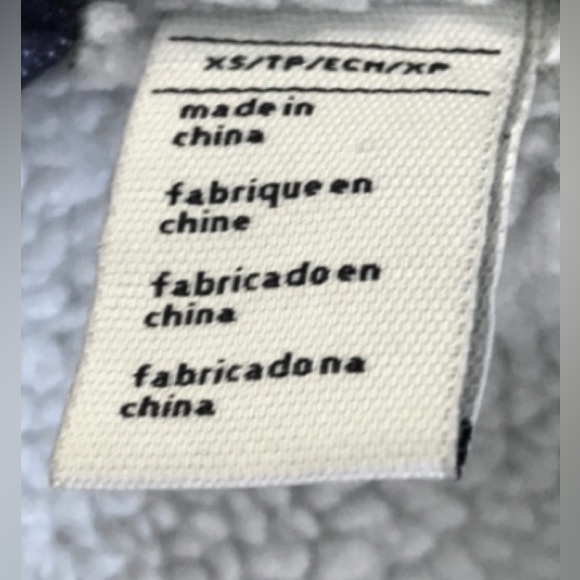 XS/TP/ECH/XP
made in
china
fabrique en
chine
fabricado en
china
fabricado na
china